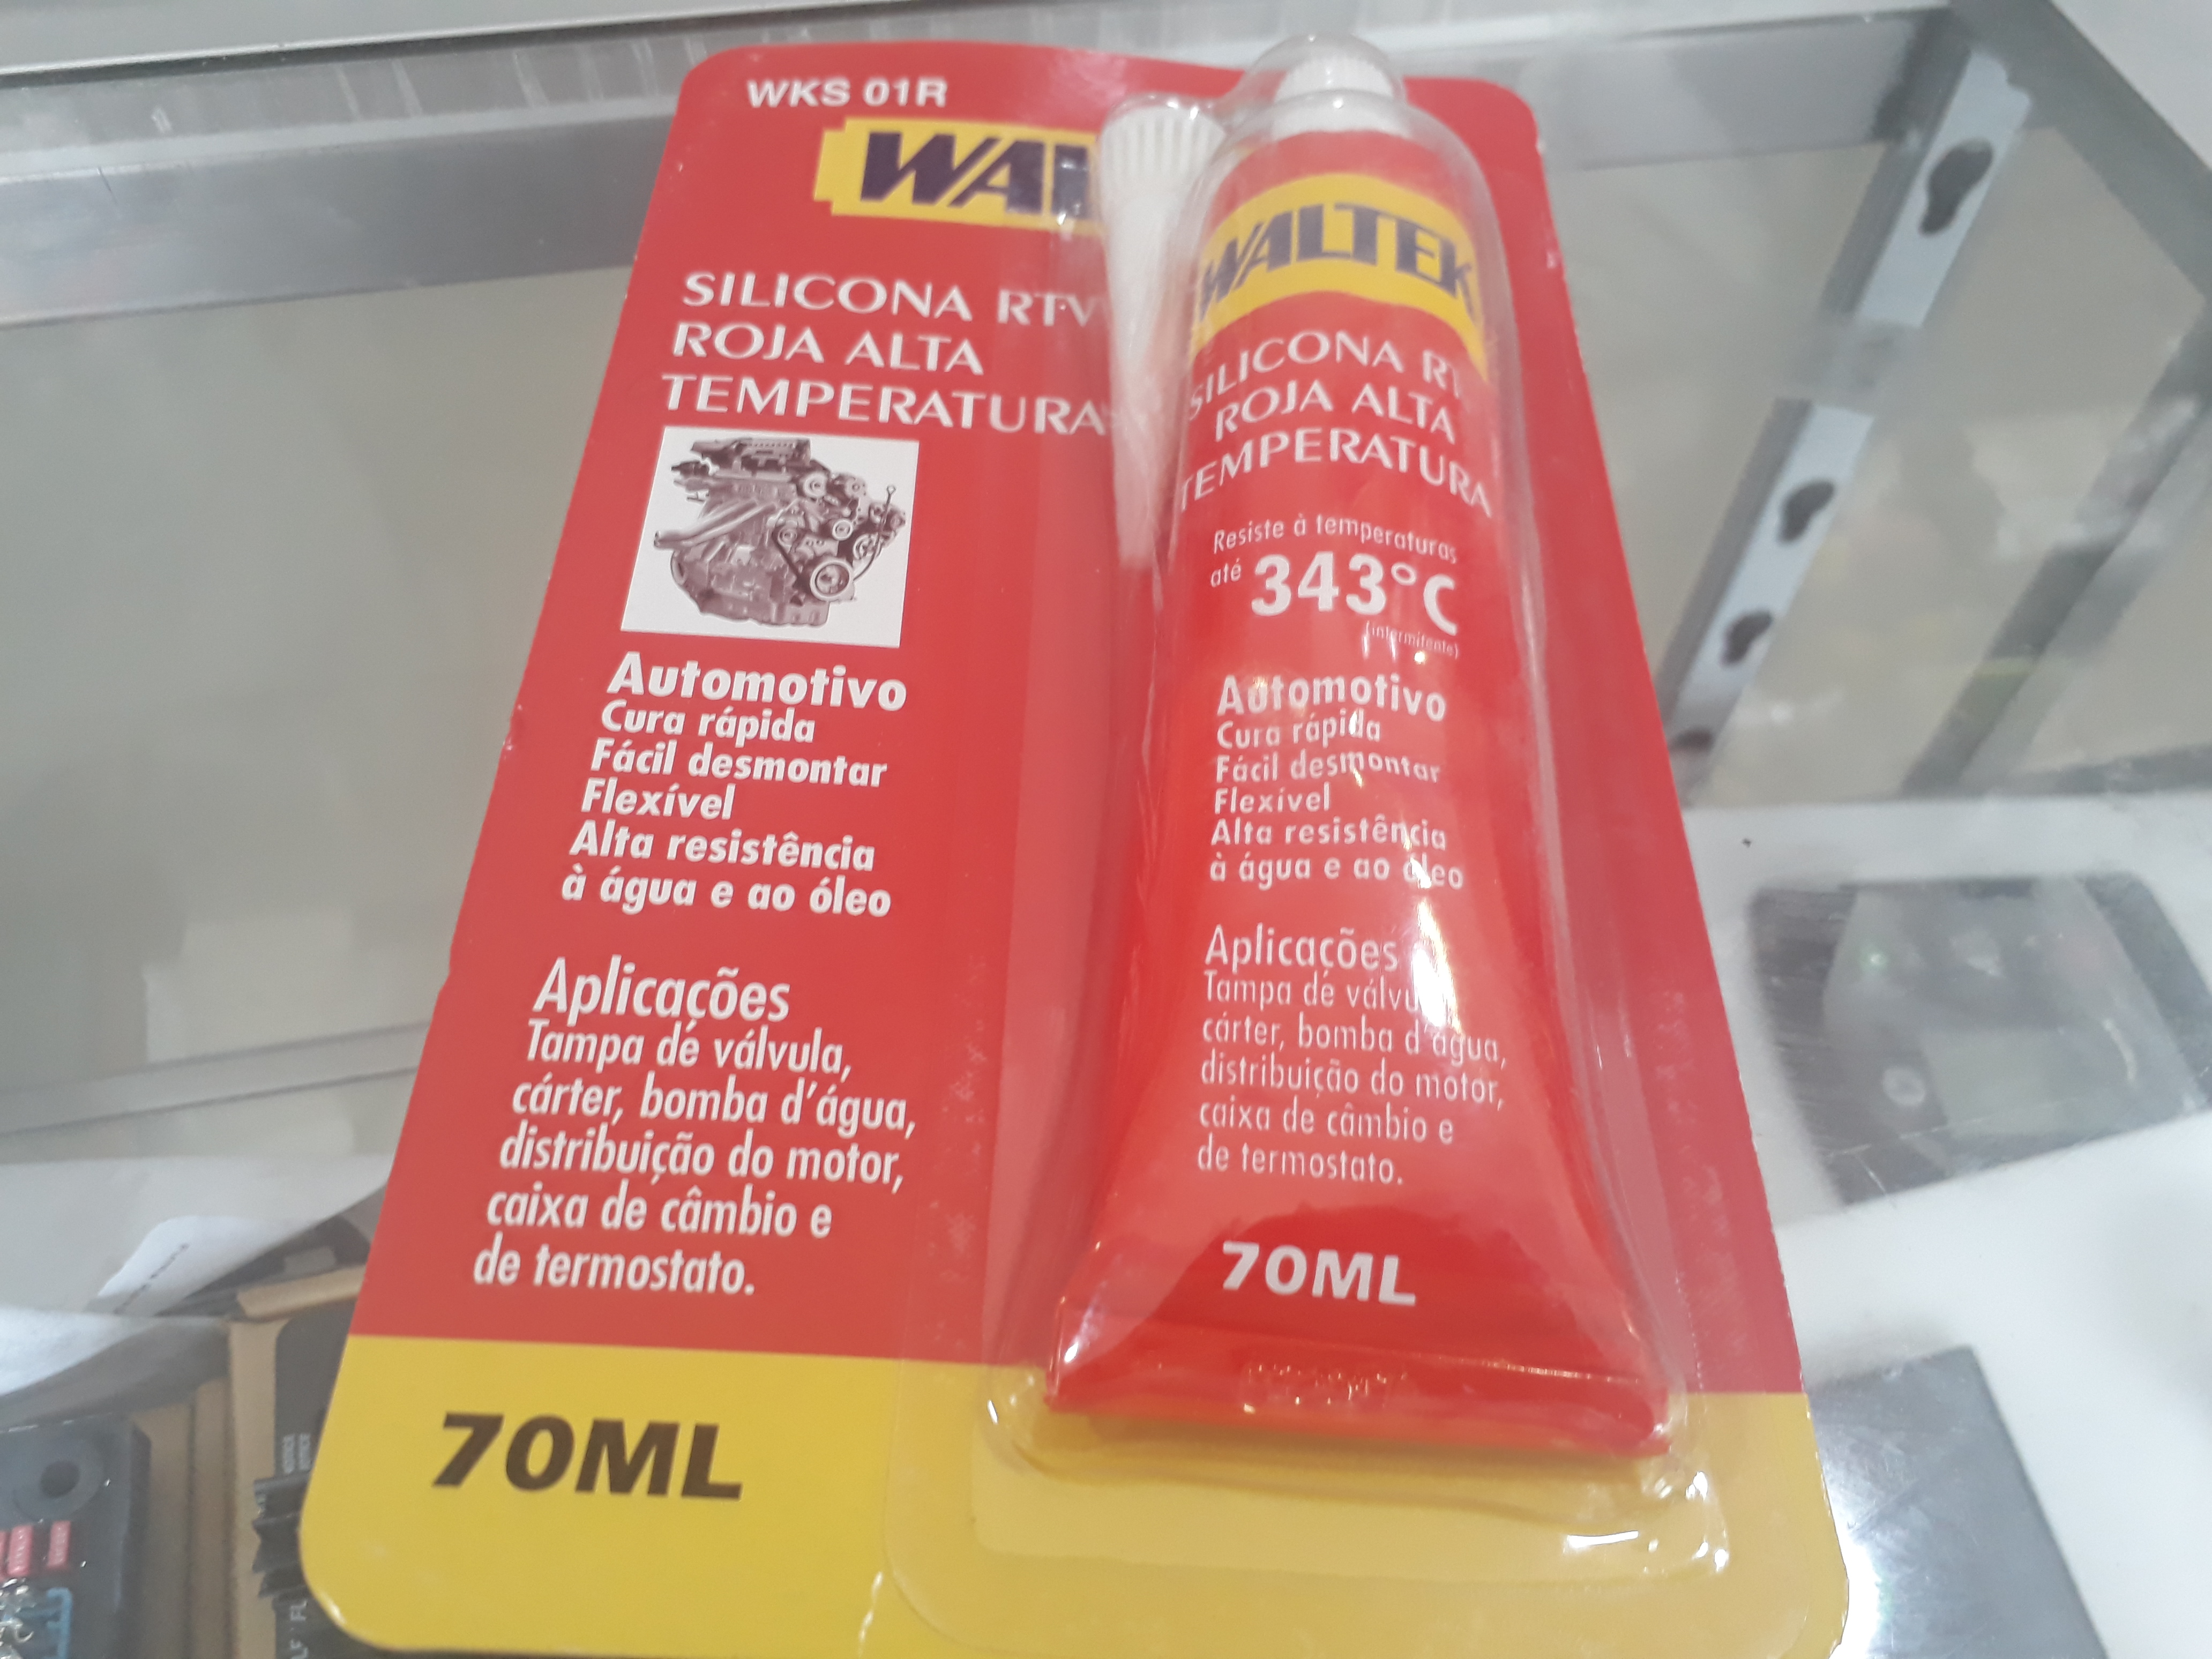 WKS 01R
SILICONA RTV
ROJA ALTA
TEMPERATURA
Automotivo
Cura rápida
Fácil desmontar
Flexível
Alta resistência
à água e ao óleo
Aplicações
Tampa de válvula,
cárter, bomba d'água,
distribuição do motor,
caixa de câmbio e
de termostato.
70ML
WALTEK
SILICONA
ROJA ALTA
TEMPERATURA
Resiste à temperaturas
até 343°C
(intermitente)
Automotivo
Cura rápida
Fácil desmontar
Flexível
Alta resistência
à água e ao óleo
Aplicações
Tampa de
cárter, bomba d'água,
distribuição do motor,
caixa de câmbio e
de termostato.
70ML